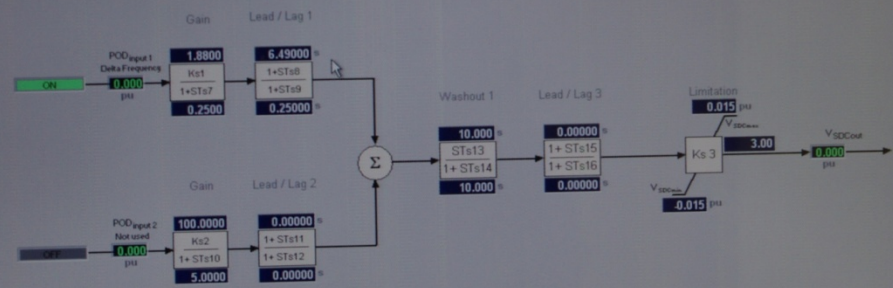 Gain
Lead / Lag 1
POD Input 1
Delta Frequency
ON
0.000
pu
1.8800
Ks1
1+STs7
0.2500
6.49000 s
1+STs8
1+STs9
0.25000 s
Washout 1
10.000 s
STs13
1+ STs14
10.000 s
Lead / Lag 3
0.00000 s
1+ STs15
1+ STs16
0.00000 s
Limitation
0.015 pu
VSDCmax
Ks 3
3.00
VSDCmin
-0.015 pu
VSDCout
0.000
pu
Σ
Gain
Lead / Lag 2
POD Input 2
Not used
OFF
0.000
pu
100.0000
Ks2
1+ STs10
5.0000
0.00000 s
1+ STs11
1+ STs12
0.00000 s